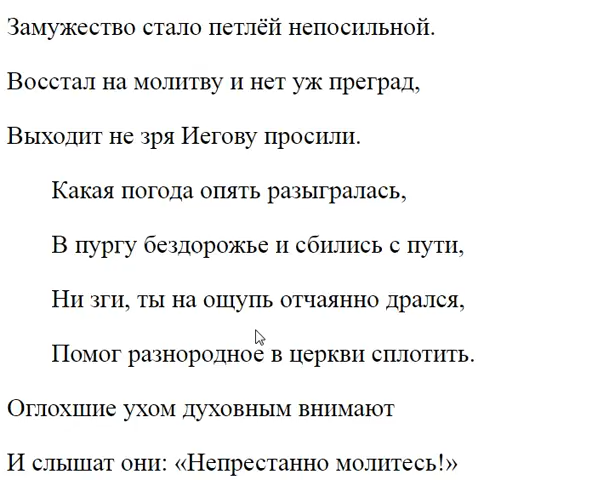 Замужество стало петлёй непосильной.
Восстал на молитву и нет уж преград,
Выходит не зря Иегову просили.
Какая погода опять разыгралась,
В пургу бездорожье и сбились с пути,
Ни зги, ты на ощупь отчаянно дрался,
Помог разнородное в церкви сплотить.
Оглохшие ухом духовным внимают
И слышат они: «Непрестанно молитесь!»